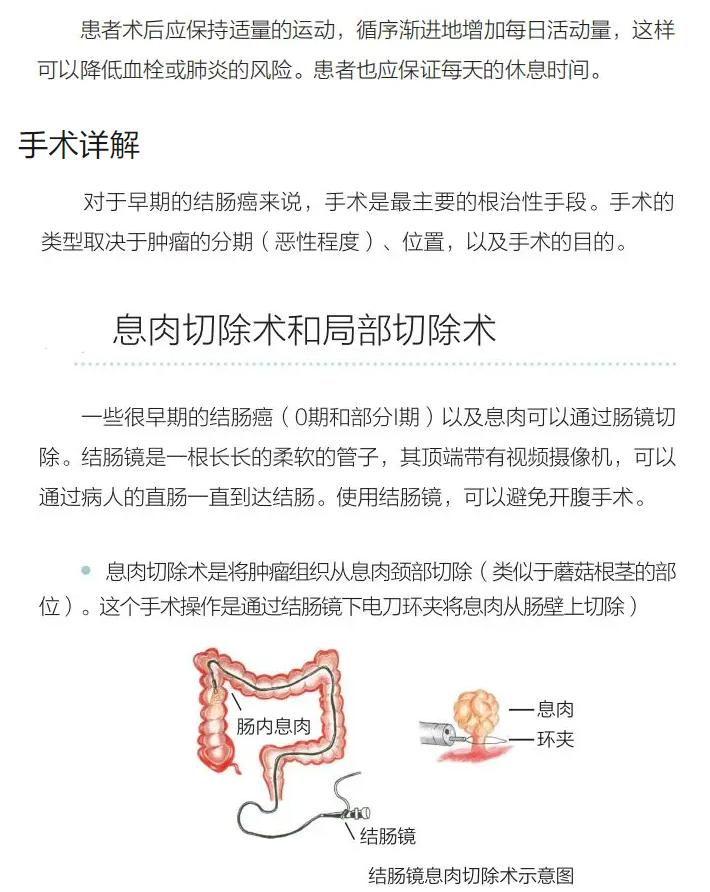 患者术后应保持适量的运动，循序渐进地增加每日活动量，这样
可以降低血栓或肺炎的风险。患者也应保证每天的休息时间。
手术详解
对于早期的结肠癌来说，手术是最主要的根治性手段。手术的
类型取决于肿瘤的分期（恶性程度）、位置，以及手术的目的。
息肉切除术和局部切除术
一些很早期的结肠癌（0期和部分I期）以及息肉可以通过肠镜切
除。结肠镜是一根长长的柔软的管子，其顶端带有视频摄像机，可以
通过病人的直肠一直到达结肠。使用结肠镜，可以避免开腹手术。
● 息肉切除术是将肿瘤组织从息肉颈部切除（类似于蘑菇根茎的部
位）。这个手术操作是通过结肠镜下电刀环夹将息肉从肠壁上切除）
肠内息肉
息肉
环夹
结肠镜
结肠镜息肉切除术示意图